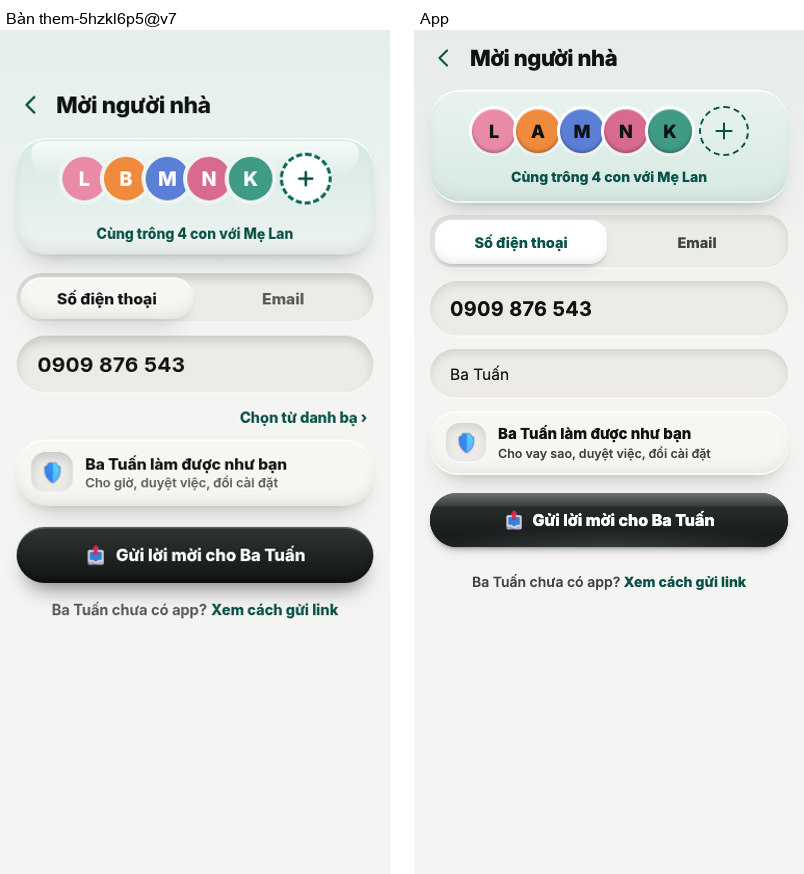 Bản them-5hzkl6p5@v7
Mời người nhà
L B M N K +
Cùng trông 4 con với Mẹ Lan
Số điện thoại Email
0909 876 543
Chọn từ danh bạ ›
Ba Tuấn làm được như bạn
Cho giờ, duyệt việc, đổi cài đặt
Gửi lời mời cho Ba Tuấn
Ba Tuấn chưa có app? Xem cách gửi link
App
Mời người nhà
L A M N K +
Cùng trông 4 con với Mẹ Lan
Số điện thoại Email
0909 876 543
Ba Tuấn
Ba Tuấn làm được như bạn
Cho vay sao, duyệt việc, đổi cài đặt
Gửi lời mời cho Ba Tuấn
Ba Tuấn chưa có app? Xem cách gửi link